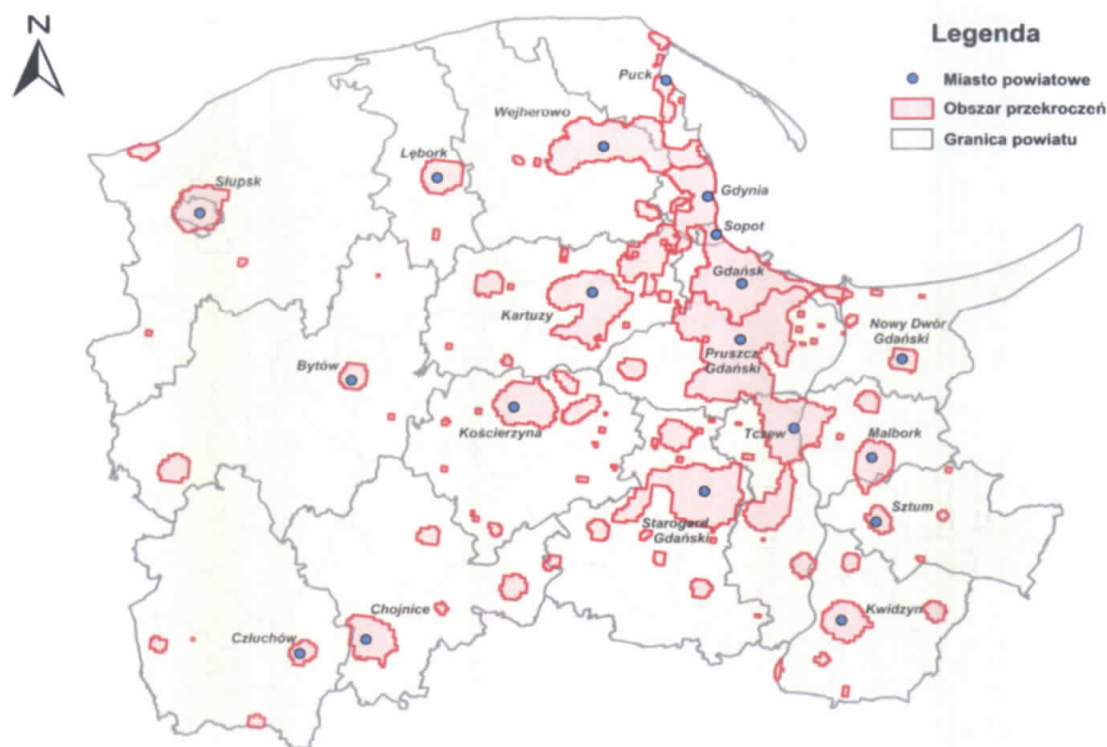 N
Legenda
Miasto powiatowe
Obszar przekroczeń
Granica powiatu
Puck
Wejherowo
Lębork
Słupsk
Gdynia
Sopot
Gdańsk
Kartuzy
Nowy Dwór
Gdański
Pruszcz
Gdański
Bytów
Kościerzyna
Tczew
Malbork
Sztum
Starogard
Gdański
Chojnice
Kwidzyn
Człuchów